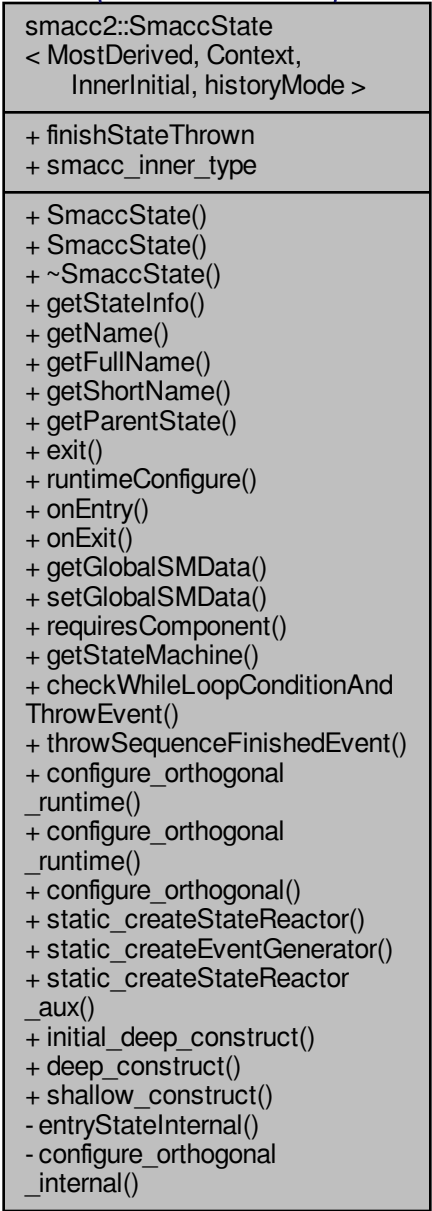 smacc2::SmaccState
< MostDerived, Context,
InnerInitial, historyMode >
+ finishStateThrown
+ smacc_inner_type
+ SmaccState()
+ SmaccState()
+ ~SmaccState()
+ getStateInfo()
+ getName()
+ getFullName()
+ getShortName()
+ getParentState()
+ exit()
+ runtimeConfigure()
+ onEntry()
+ onExit()
+ getGlobalSMData()
+ setGlobalSMData()
+ requiresComponent()
+ getStateMachine()
+ checkWhileLoopConditionAnd
ThrowEvent()
+ throwSequenceFinishedEvent()
+ configure_orthogonal
_runtime()
+ configure_orthogonal
_runtime()
+ configure_orthogonal()
+ static_createStateReactor()
+ static_createEventGenerator()
+ static_createStateReactor
_aux()
+ initial_deep_construct()
+ deep_construct()
+ shallow_construct()
- entryStateInternal()
- configure_orthogonal
_internal()